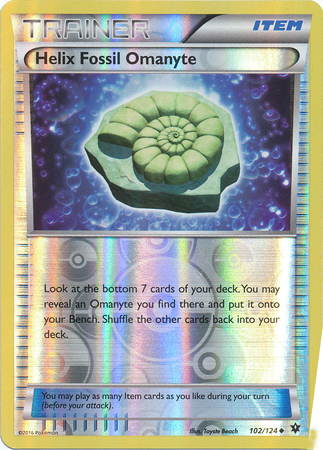 TRAINER ITEM
Helix Fossil Omanyte
Look at the bottom 7 cards of your deck. You may
reveal an Omanyte you find there and put it onto
your Bench. Shuffle the other cards back into your
deck.
You may play as many Item cards as you like during your turn
(before your attack).
©2016 Pokémon Illus. Toyste Beach 102/124